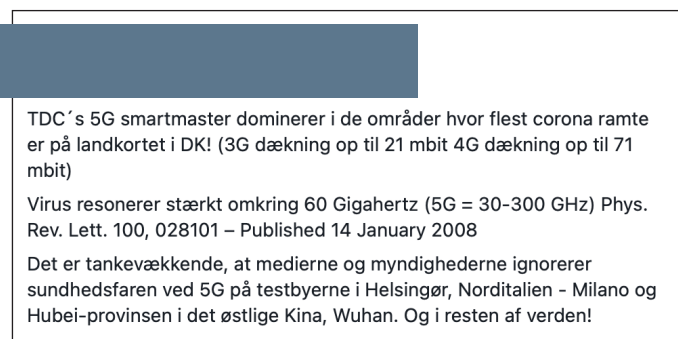 TDC´s 5G smartmaster dominerer i de områder hvor flest corona ramte
er på landkortet i DK! (3G dækning op til 21 mbit 4G dækning op til 71
mbit)
Virus resonerer stærkt omkring 60 Gigahertz (5G = 30-300 GHz) Phys.
Rev. Lett. 100, 028101 – Published 14 January 2008
Det er tankevækkende, at medierne og myndighederne ignorerer
sundhedsfaren ved 5G på testbyerne i Helsingør, Norditalien - Milano og
Hubei-provinsen i det østlige Kina, Wuhan. Og i resten af verden!